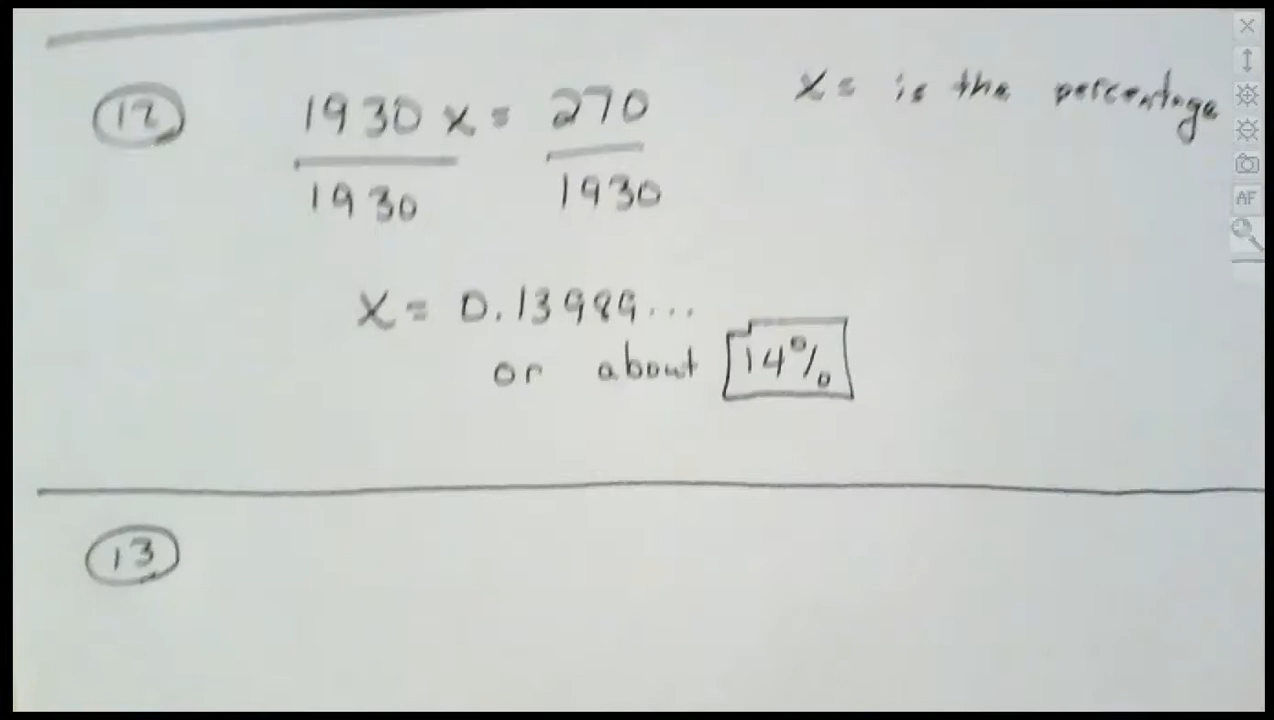 12
1930 x = 270
x = is the percentage
1930 1930
x = 0.13989...
or about 14%
13
AF